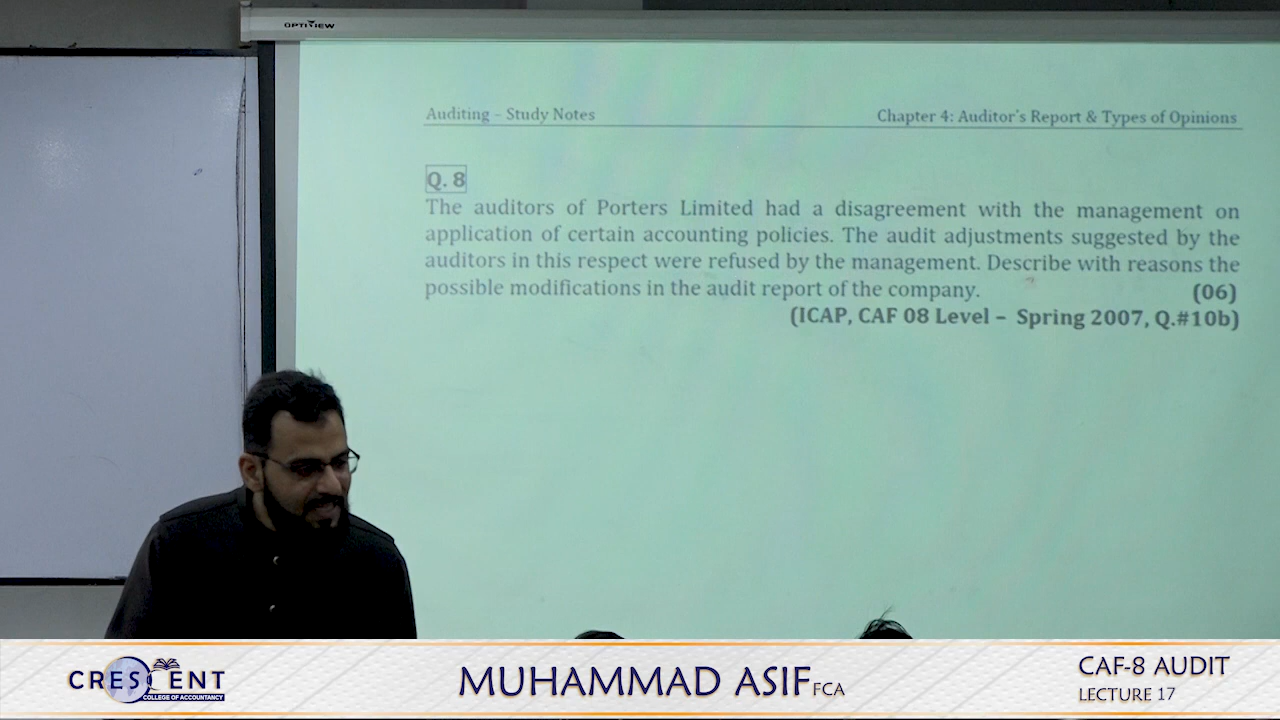 OPTIVIEW
Auditing – Study Notes
Chapter 4: Auditor's Report & Types of Opinions
Q. 8
The auditors of Porters Limited had a disagreement with the management on
application of certain accounting policies. The audit adjustments suggested by the
auditors in this respect were refused by the management. Describe with reasons the
possible modifications in the audit report of the company.
(06)
(ICAP, CAF 08 Level – Spring 2007, Q.#10b)
CRESCENT
COLLEGE OF ACCOUNTANCY
MUHAMMAD ASIF FCA
CAF-8 AUDIT
LECTURE 17